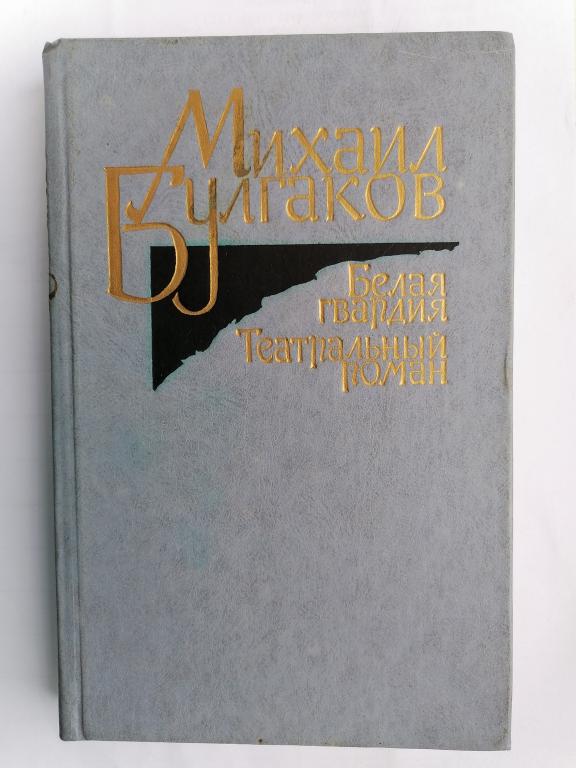 Михаил
Булгаков
Белая
гвардия
Театральный
роман